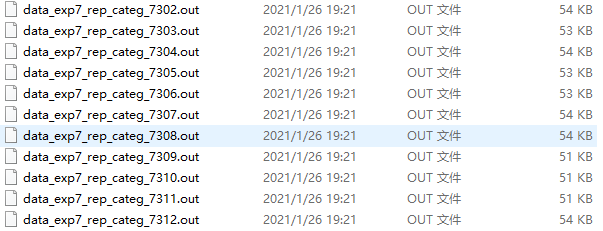 data_exp7_rep_categ_7302.out 2021/1/26 19:21 OUT 文件 54 KB
data_exp7_rep_categ_7303.out 2021/1/26 19:21 OUT 文件 53 KB
data_exp7_rep_categ_7304.out 2021/1/26 19:21 OUT 文件 54 KB
data_exp7_rep_categ_7305.out 2021/1/26 19:21 OUT 文件 53 KB
data_exp7_rep_categ_7306.out 2021/1/26 19:21 OUT 文件 53 KB
data_exp7_rep_categ_7307.out 2021/1/26 19:21 OUT 文件 54 KB
data_exp7_rep_categ_7308.out 2021/1/26 19:21 OUT 文件 54 KB
data_exp7_rep_categ_7309.out 2021/1/26 19:21 OUT 文件 51 KB
data_exp7_rep_categ_7310.out 2021/1/26 19:21 OUT 文件 51 KB
data_exp7_rep_categ_7311.out 2021/1/26 19:21 OUT 文件 51 KB
data_exp7_rep_categ_7312.out 2021/1/26 19:21 OUT 文件 54 KB